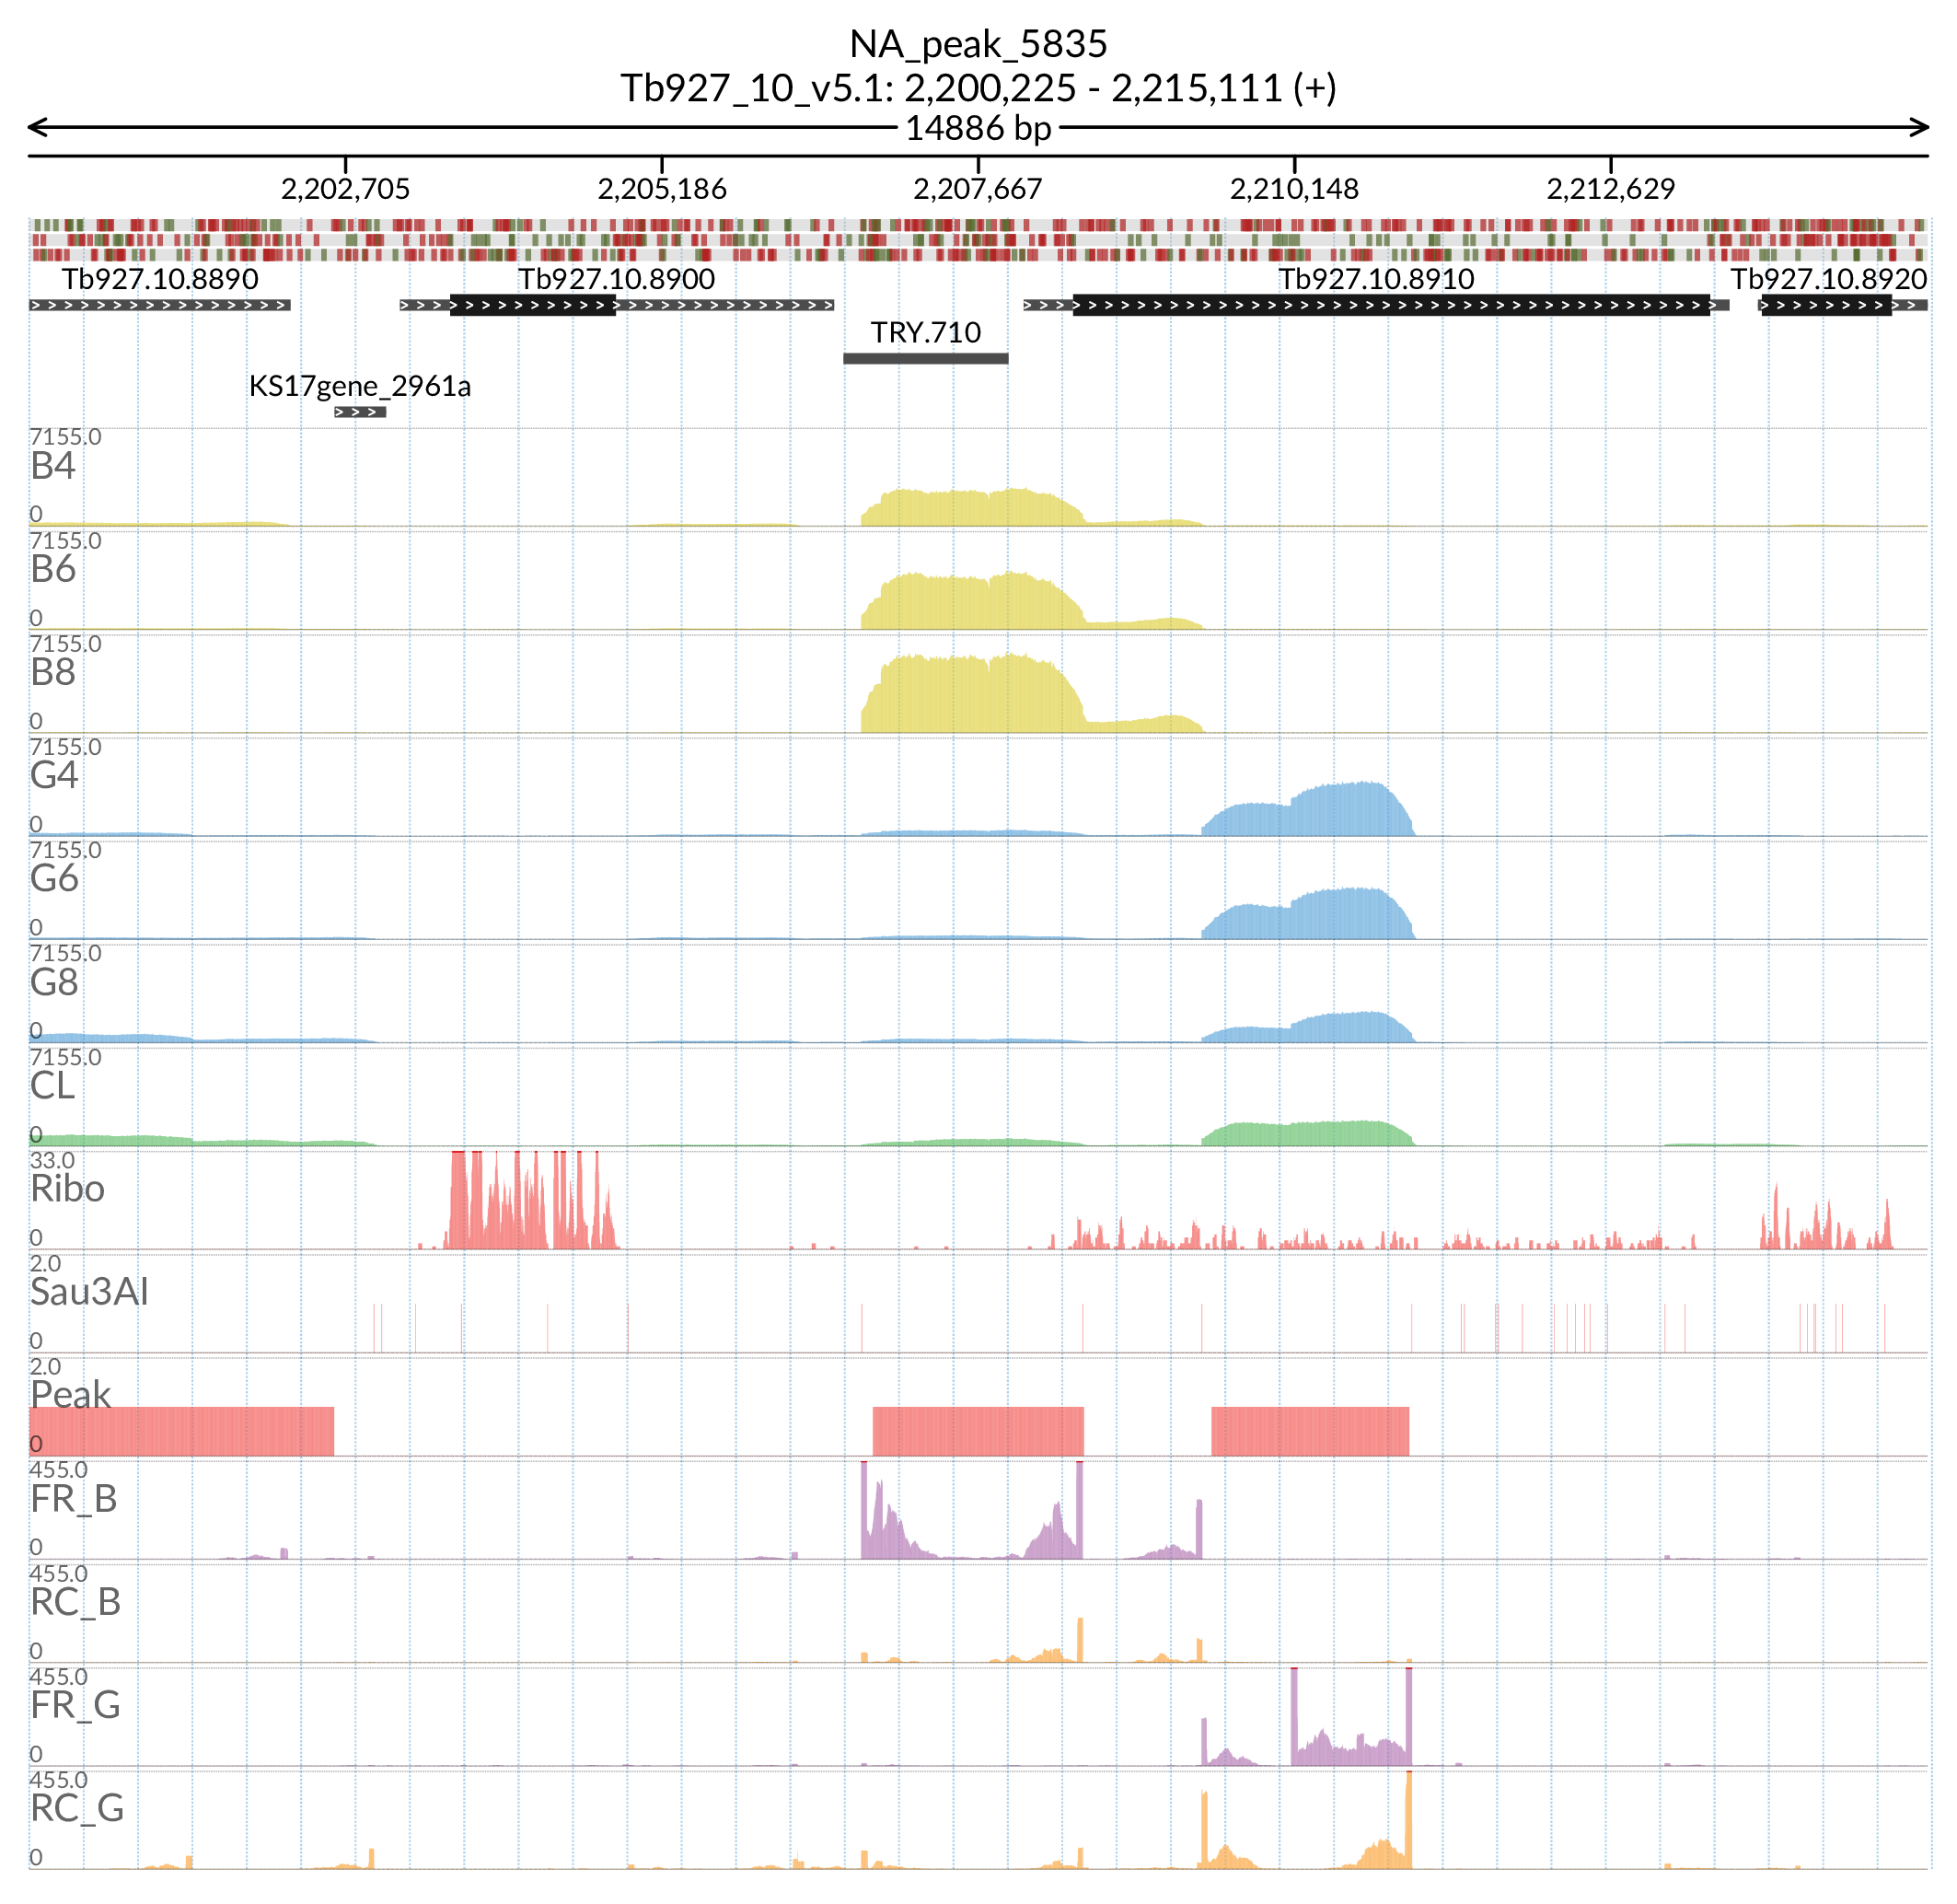 NA_peak_5835
Tb927_10_v5.1: 2,200,225 - 2,215,111 (+)
14886 bp
2,202,705 2,205,186 2,207,667 2,210,148 2,212,629
Tb927.10.8890 Tb927.10.8900 Tb927.10.8910 Tb927.10.8920
TRY.710
KS17gene_2961a
7155.0
B4
0
7155.0
B6
0
7155.0
B8
0
7155.0
G4
0
7155.0
G6
0
7155.0
G8
0
7155.0
CL
0
33.0
Ribo
0
2.0
Sau3AI
0
2.0
Peak
0
455.0
FR_B
0
455.0
RC_B
0
455.0
FR_G
0
455.0
RC_G
0